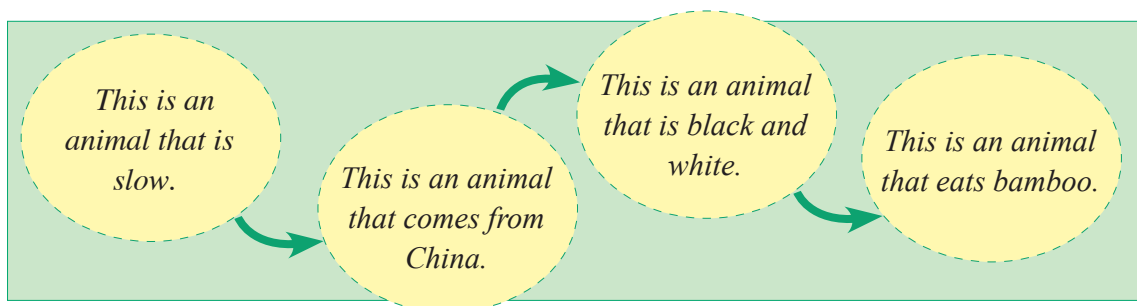 This is an
animal that is
slow.
This is an animal
that comes from
China.
This is an animal
that is black and
white.
This is an animal
that eats bamboo.